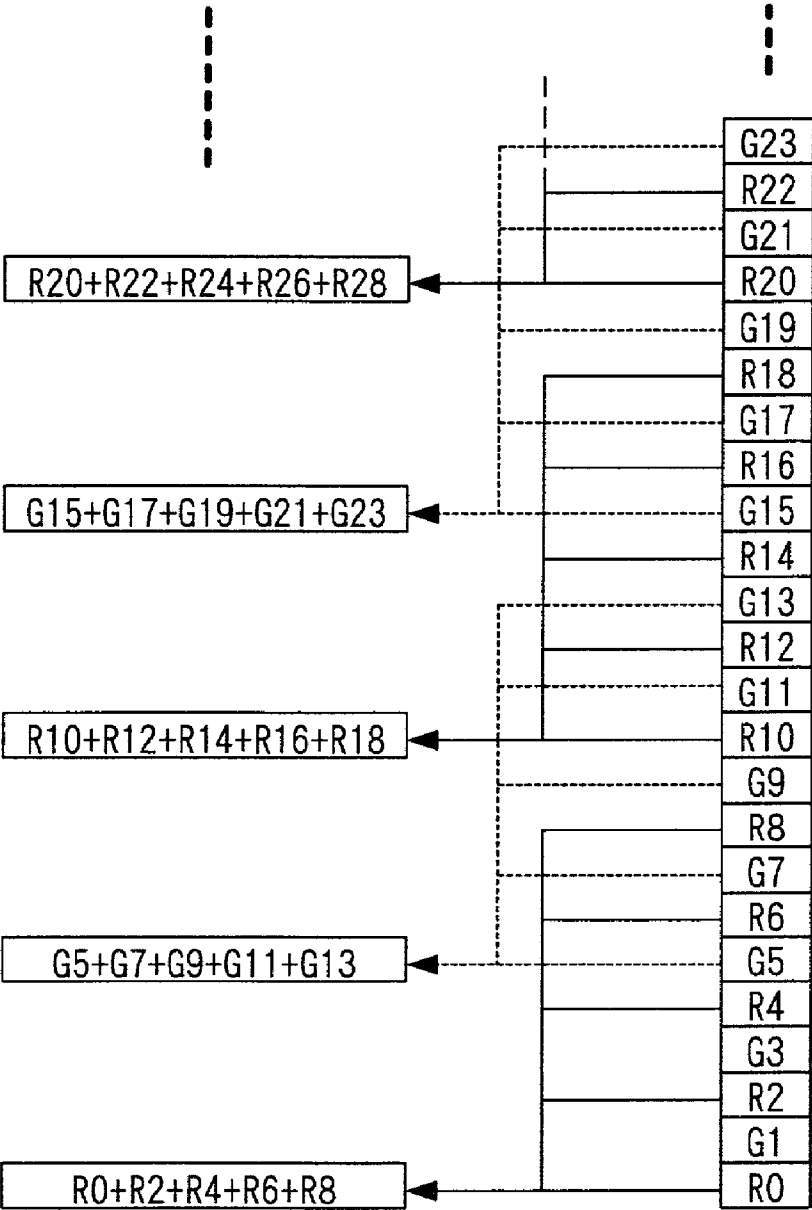 G23
R22
G21
R20+R22+R24+R26+R28
R20
G19
R18
G17
R16
G15+G17+G19+G21+G23
G15
R14
G13
R12
G11
R10+R12+R14+R16+R18
R10
G9
R8
G7
R6
G5+G7+G9+G11+G13
G5
R4
G3
R2
G1
R0+R2+R4+R6+R8
R0